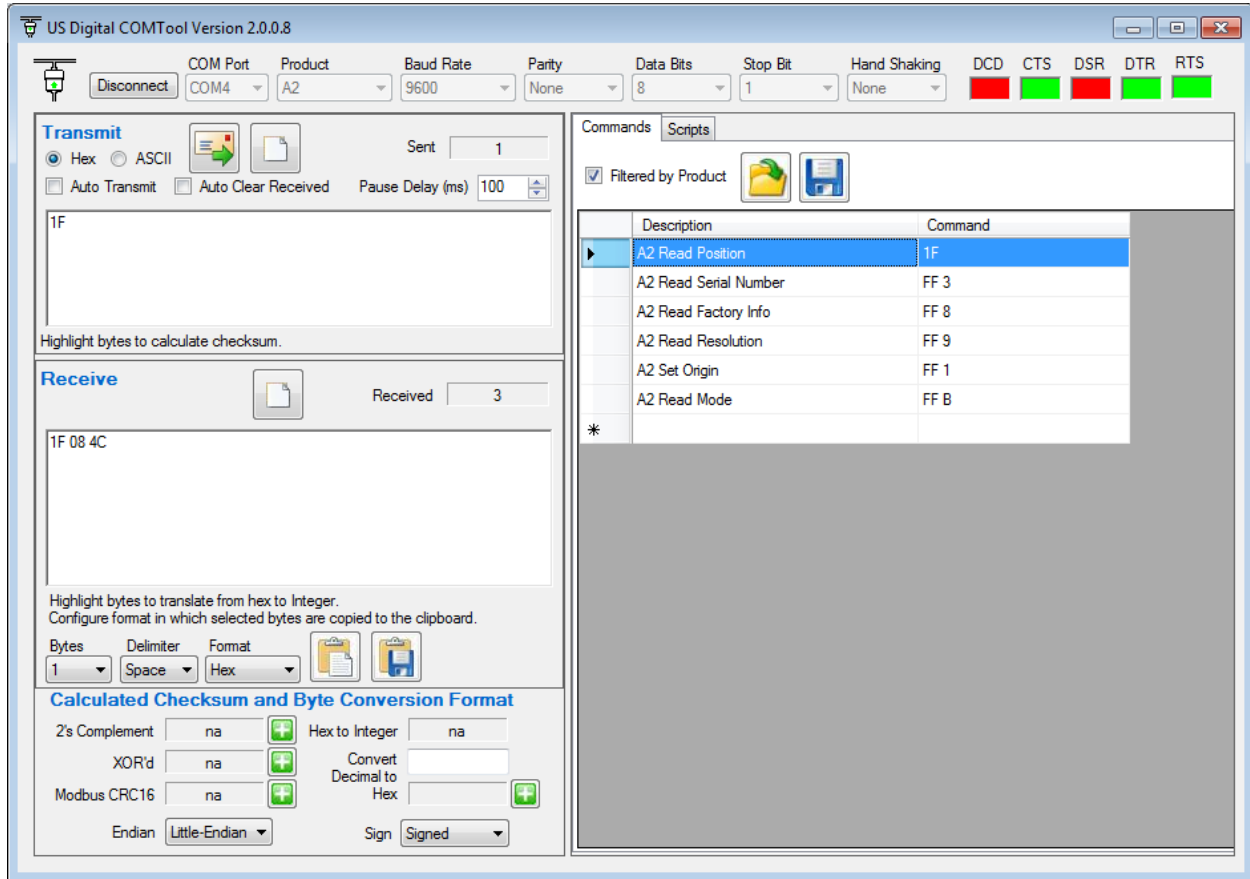 US Digital COMTool Version 2.0.0.8
COM Port Product Baud Rate Parity Data Bits Stop Bit Hand Shaking DCD CTS DSR DTR RTS
Disconnect COM4 A2 9600 None 8 1 None
Transmit
Hex ASCII
Sent 1
Auto Transmit Auto Clear Received Pause Delay (ms) 100
1F
Highlight bytes to calculate checksum.
Receive
Received 3
1F 08 4C
Highlight bytes to translate from hex to Integer.
Configure format in which selected bytes are copied to the clipboard.
Bytes Delimiter Format
1 Space Hex
Calculated Checksum and Byte Conversion Format
2's Complement na Hex to Integer na
XOR'd na Convert
Decimal to
Modbus CRC16 na Hex
Endian Little-Endian Sign Signed
Commands Scripts
Filtered by Product
Description Command
A2 Read Position 1F
A2 Read Serial Number FF 3
A2 Read Factory Info FF 8
A2 Read Resolution FF 9
A2 Set Origin FF 1
A2 Read Mode FF B